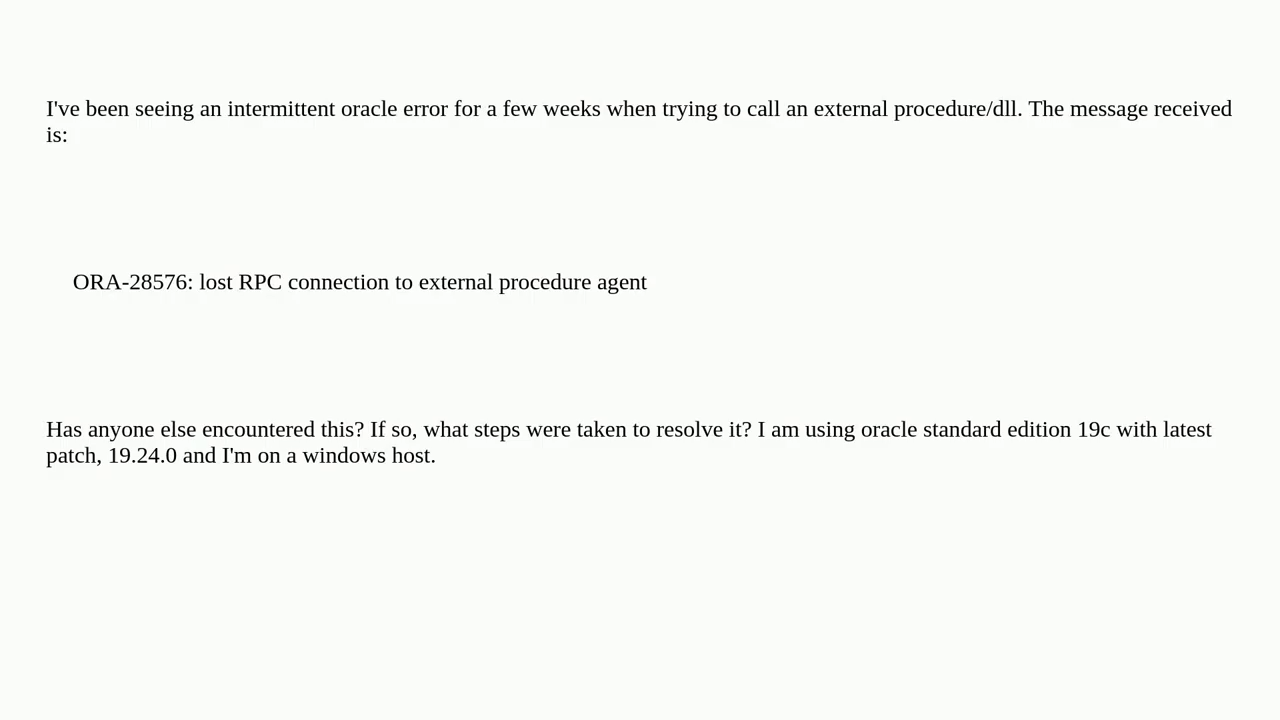 I've been seeing an intermittent oracle error for a few weeks when trying to call an external procedure/dll. The message received
is:
ORA-28576: lost RPC connection to external procedure agent
Has anyone else encountered this? If so, what steps were taken to resolve it? I am using oracle standard edition 19c with latest
patch, 19.24.0 and I'm on a windows host.